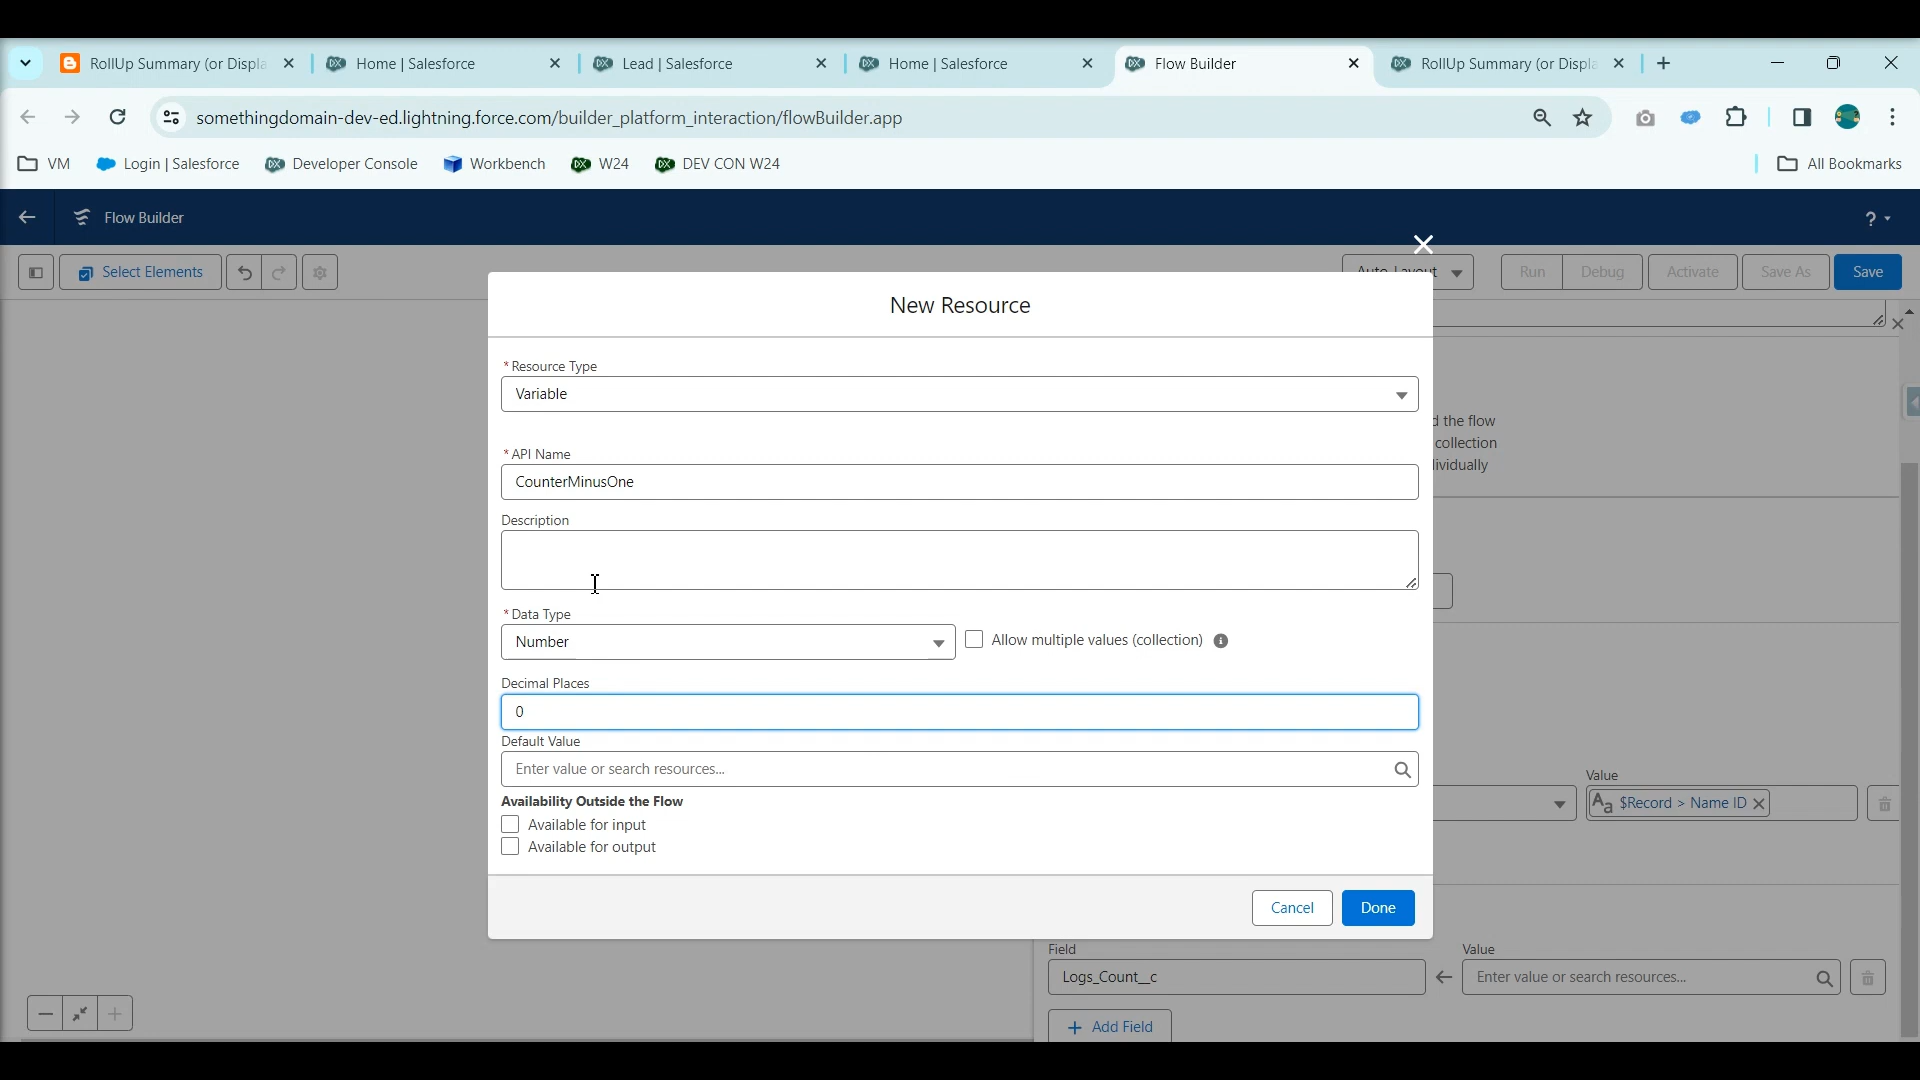 RollUp Summary (or Displa
Home | Salesforce
Lead | Salesforce
Home | Salesforce
Flow Builder
RollUp Summary (or Displa
somethingdomain-dev-ed.lightning.force.com/builder_platform_interaction/flowBuilder.app
VM
Login | Salesforce
Developer Console
Workbench
W24
DEV CON W24
All Bookmarks
Flow Builder
?
Select Elements
Auto-Layout
Run
Debug
Activate
Save As
Save
New Resource
* Resource Type
Variable
d the flow
collection
lividually
* API Name
CounterMinusOne
Description
* Data Type
Number
Allow multiple values (collection)
Decimal Places
0
Default Value
Enter value or search resources...
Value
Aa $Record > Name ID
Availability Outside the Flow
Available for input
Available for output
Cancel
Done
Field
Value
Logs_Count__c
Enter value or search resources...
+ Add Field